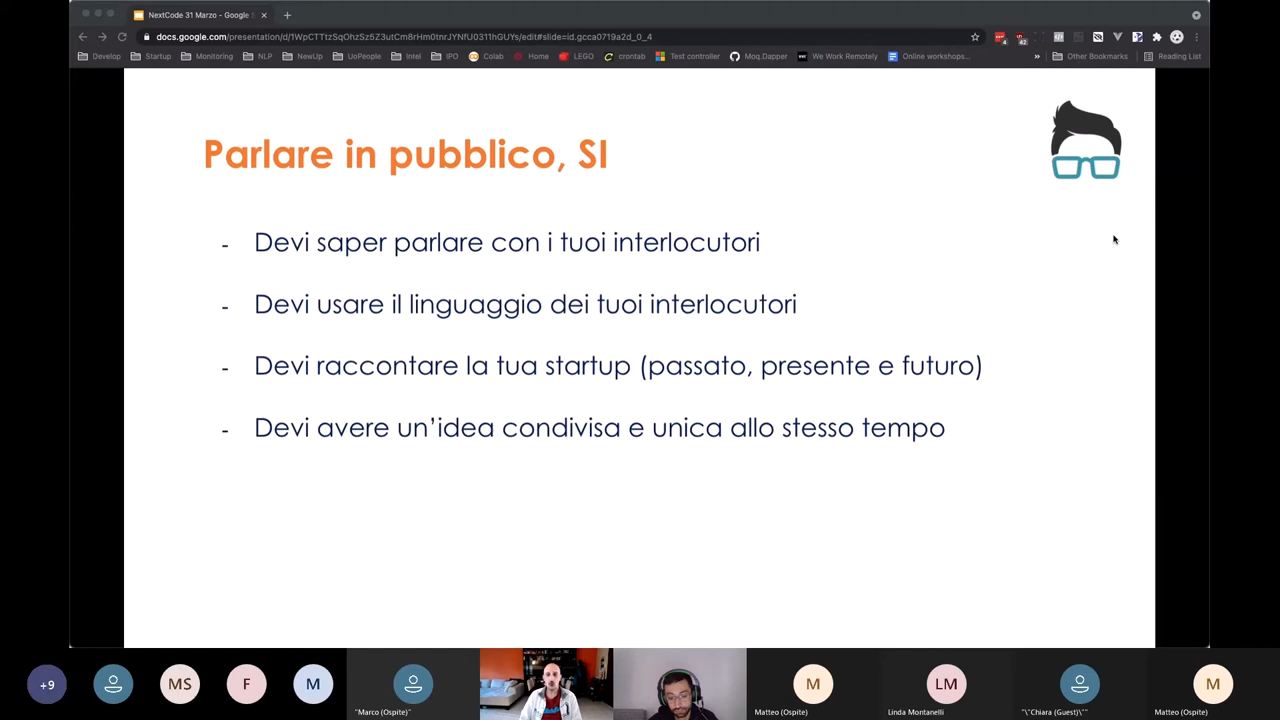 NextCode 31 Marzo - Google S
docs.google.com/presentation/d/1WpCTTtzSqOhzSz5Z3utCm8rHm0tnrJYNfU0311hGUYs/edit#slide=id.gcca0719a2d_0_4
Develop Startup Monitoring NLP NewUp UoPeople Intel IPO Colab Home LEGO crontab Test controller Moq.Dapper We Work Remotely Online workshops... » Other Bookmarks Reading List
Parlare in pubblico, SI
- Devi saper parlare con i tuoi interlocutori
- Devi usare il linguaggio dei tuoi interlocutori
- Devi raccontare la tua startup (passato, presente e futuro)
- Devi avere un'idea condivisa e unica allo stesso tempo
+9 MS F M M LM M
"Marco (Ospite)" Matteo (Ospite) Linda Montanelli "\"Chiara (Guest)\"" Matteo (Ospite)